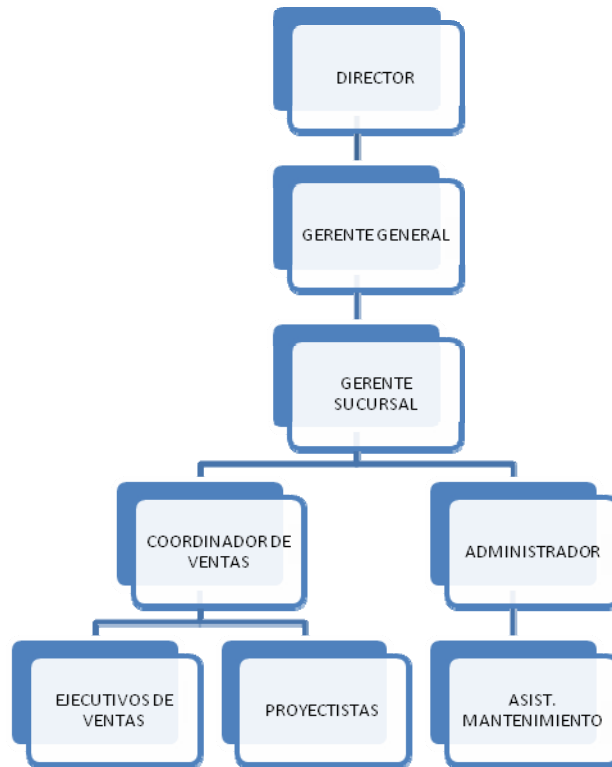 DIRECTOR
GERENTE GENERAL
GERENTE
SUCURSAL
COORDINADOR DE
VENTAS
ADMINISTRADOR
EJECUTIVOS DE
VENTAS
PROYECTISTAS
ASIST.
MANTENIMIENTO